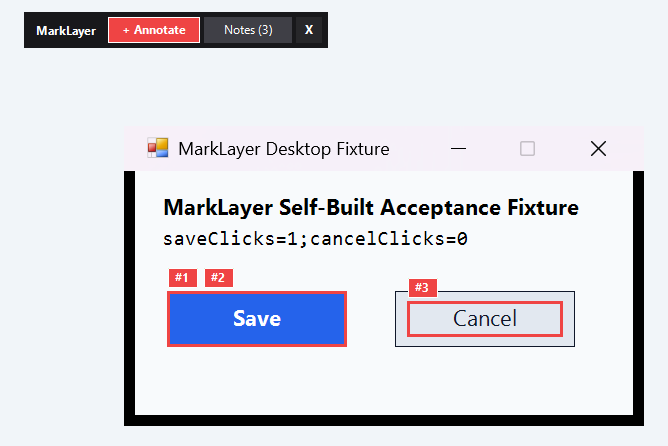 MarkLayer + Annotate Notes (3) X
MarkLayer Desktop Fixture
MarkLayer Self-Built Acceptance Fixture
saveClicks=1;cancelClicks=0
#1 #2 #3
Save Cancel